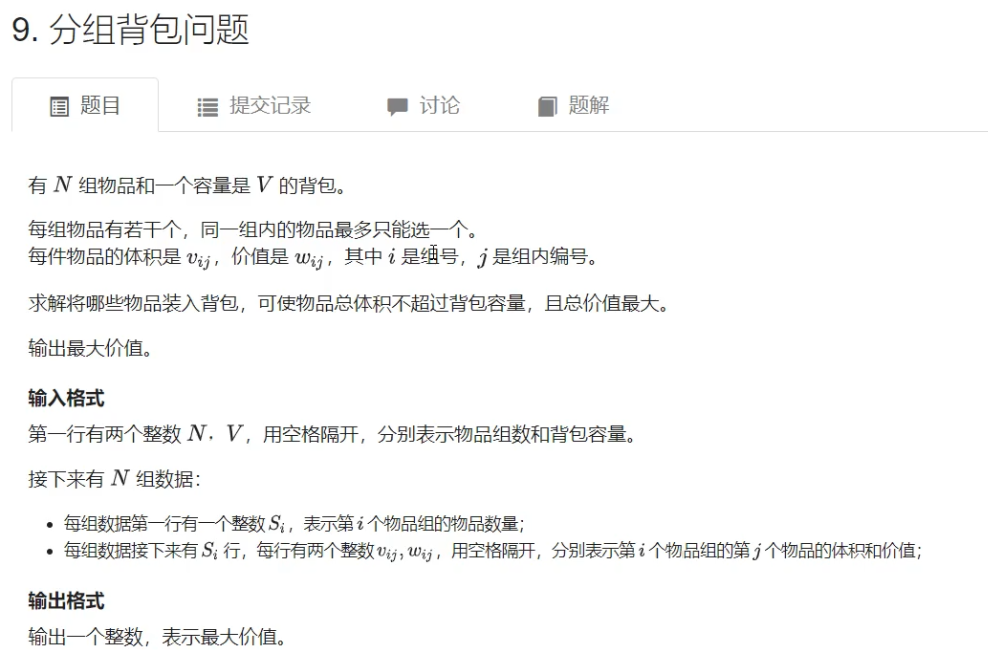 9. 分组背包问题
题目 提交记录 讨论 题解
有 N 组物品和一个容量是 V 的背包。
每组物品有若干个，同一组内的物品最多只能选一个。
每件物品的体积是 vij，价值是 wij，其中 i 是组号，j 是组内编号。
求解将哪些物品装入背包，可使物品总体积不超过背包容量，且总价值最大。
输出最大价值。
输入格式
第一行有两个整数 N，V，用空格隔开，分别表示物品组数和背包容量。
接下来有 N 组数据：
• 每组数据第一行有一个整数 Si，表示第 i 个物品组的物品数量；
• 每组数据接下来有 Si 行，每行有两个整数 vij, wij，用空格隔开，分别表示第 i 个物品组的第 j 个物品的体积和价值；
输出格式
输出一个整数，表示最大价值。